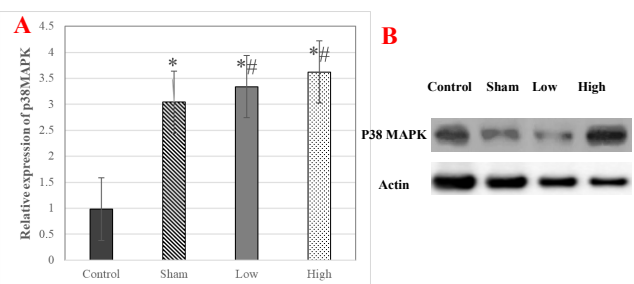 A
Relative expression of p38MAPK
4.5
4
3.5
3
2.5
2
1.5
1
0.5
0
*
*#
*#
Control Sham Low High
B
Control Sham Low High
P38 MAPK
Actin